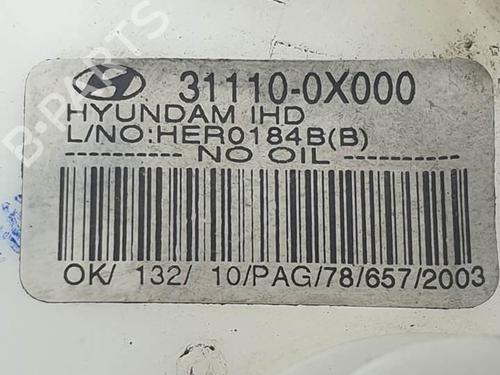 31110-0X000
HYUNDAM IHD
L/NO:HER0184B(B)
---------- NO OIL ----------
OK/ 132/ 10/PAG/78/657/2003
B-PARTS